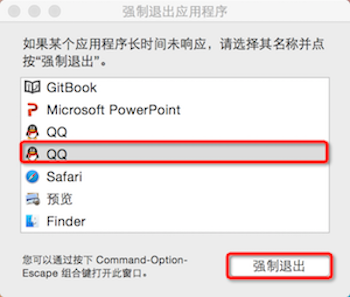 强制退出应用程序
如果某个应用程序长时间未响应，请选择其名称并点
按“强制退出”。
GitBook
Microsoft PowerPoint
QQ
QQ
Safari
预览
Finder
您可以通过按下 Command-Option-
Escape 组合键打开此窗口。
强制退出